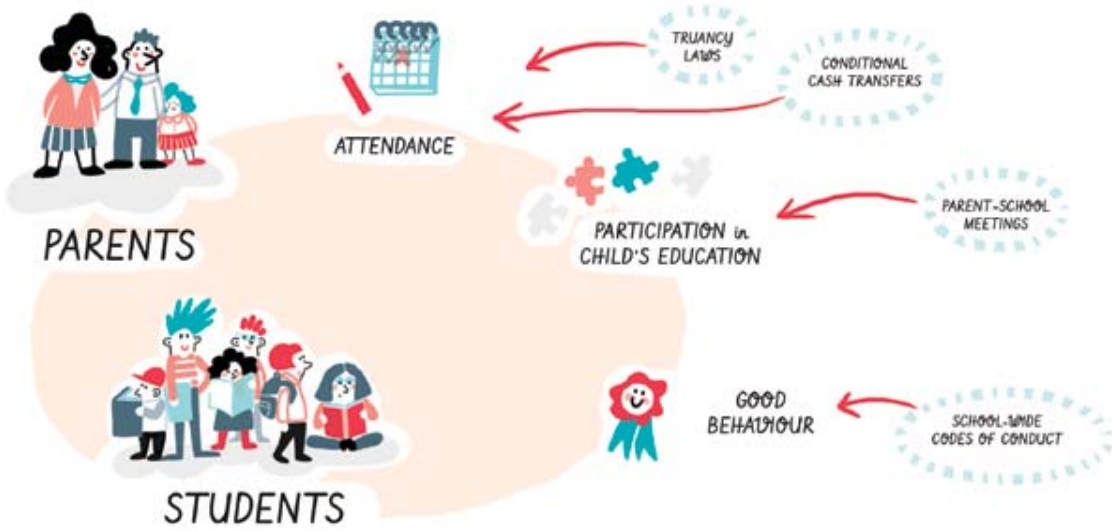 TRUANCY
LAWS
CONDITIONAL
CASH TRANSFERS
ATTENDANCE
PARENTS
PARTICIPATION in
CHILD'S EDUCATION
PARENT-SCHOOL
MEETINGS
GOOD
BEHAVIOUR
SCHOOL-WIDE
CODES OF CONDUCT
STUDENTS